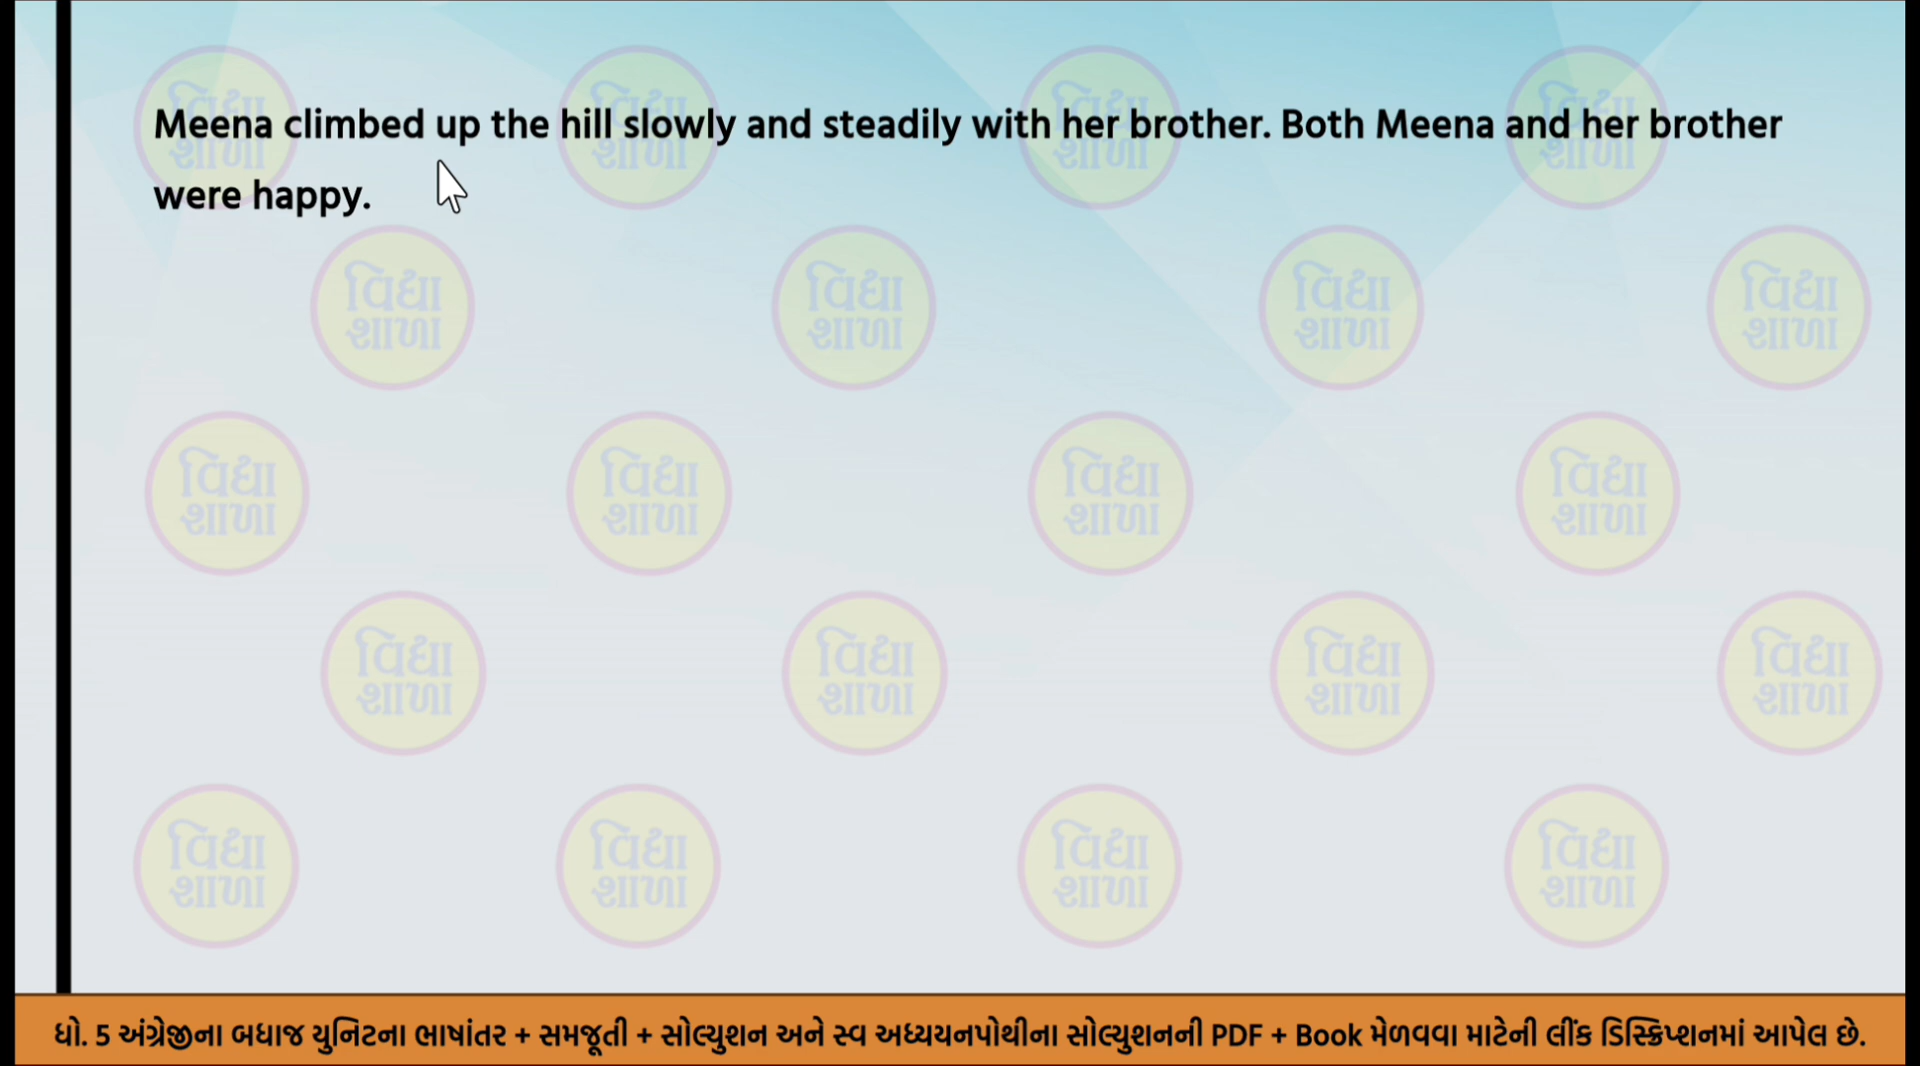 Meena climbed up the hill slowly and steadily with her brother. Both Meena and her brother
were happy.
વિદ્યા
શાળા
વિદ્યા
શાળા
વિદ્યા
શાળા
વિદ્યા
શાળા
વિદ્યા
શાળા
વિદ્યા
શાળા
વિદ્યા
શાળા
વિદ્યા
શાળા
વિદ્યા
શાળા
વિદ્યા
શાળા
વિદ્યા
શાળા
વિદ્યા
શાળા
વિદ્યા
શાળા
વિદ્યા
શાળા
વિદ્યા
શાળા
વિદ્યા
શાળા
વિદ્યા
શાળા
વિદ્યા
શાળા
વિદ્યા
શાળા
વિદ્યા
શાળા
ધો. 5 અંગ્રેજીના બધાજ યુનિટના ભાષાંતર + સમજૂતી + સોલ્યુશન અને સ્વ અધ્યયનપોથીના સોલ્યુશનની PDF + Book મેળવવા માટેની લીંક ડિસ્ક્રિપ્શનમાં આપેલ છે.